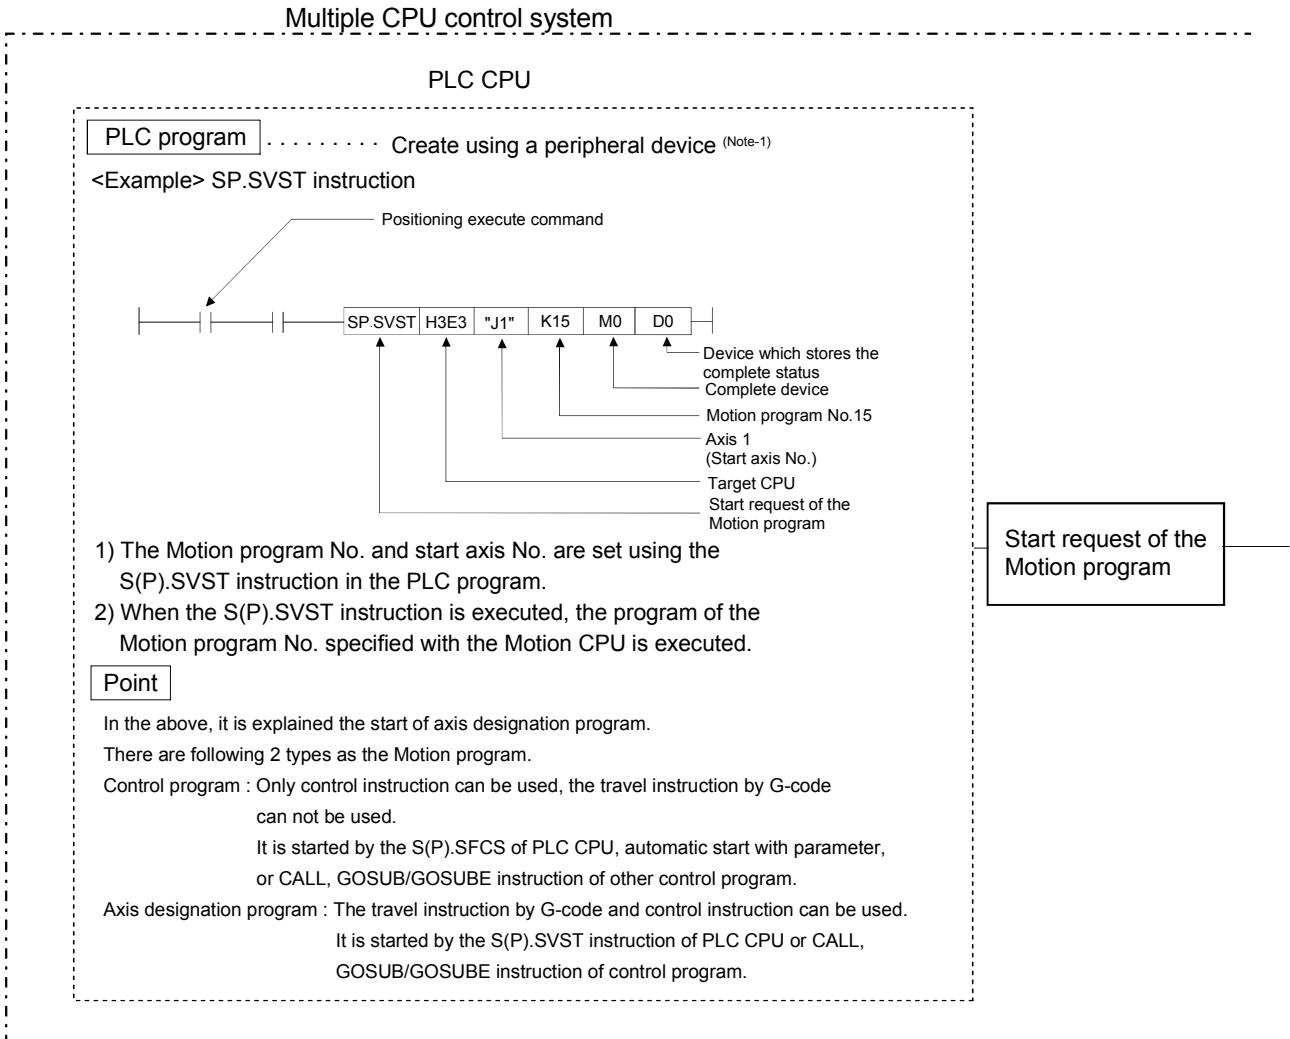 Multiple CPU control system
PLC CPU
PLC program ......... Create using a peripheral device (Note-1)
<Example> SP.SVST instruction
Positioning execute command
SP.SVST H3E3 "J1" K15 M0 D0
Device which stores the
complete status
Complete device
Motion program No.15
Axis 1
(Start axis No.)
Target CPU
Start request of the
Motion program
1) The Motion program No. and start axis No. are set using the
S(P).SVST instruction in the PLC program.
2) When the S(P).SVST instruction is executed, the program of the
Motion program No. specified with the Motion CPU is executed.
Point
In the above, it is explained the start of axis designation program.
There are following 2 types as the Motion program.
Control program : Only control instruction can be used, the travel instruction by G-code
can not be used.
It is started by the S(P).SFCS of PLC CPU, automatic start with parameter,
or CALL, GOSUB/GOSUBE instruction of other control program.
Axis designation program : The travel instruction by G-code and control instruction can be used.
It is started by the S(P).SVST instruction of PLC CPU or CALL,
GOSUB/GOSUBE instruction of control program.
Start request of the
Motion program